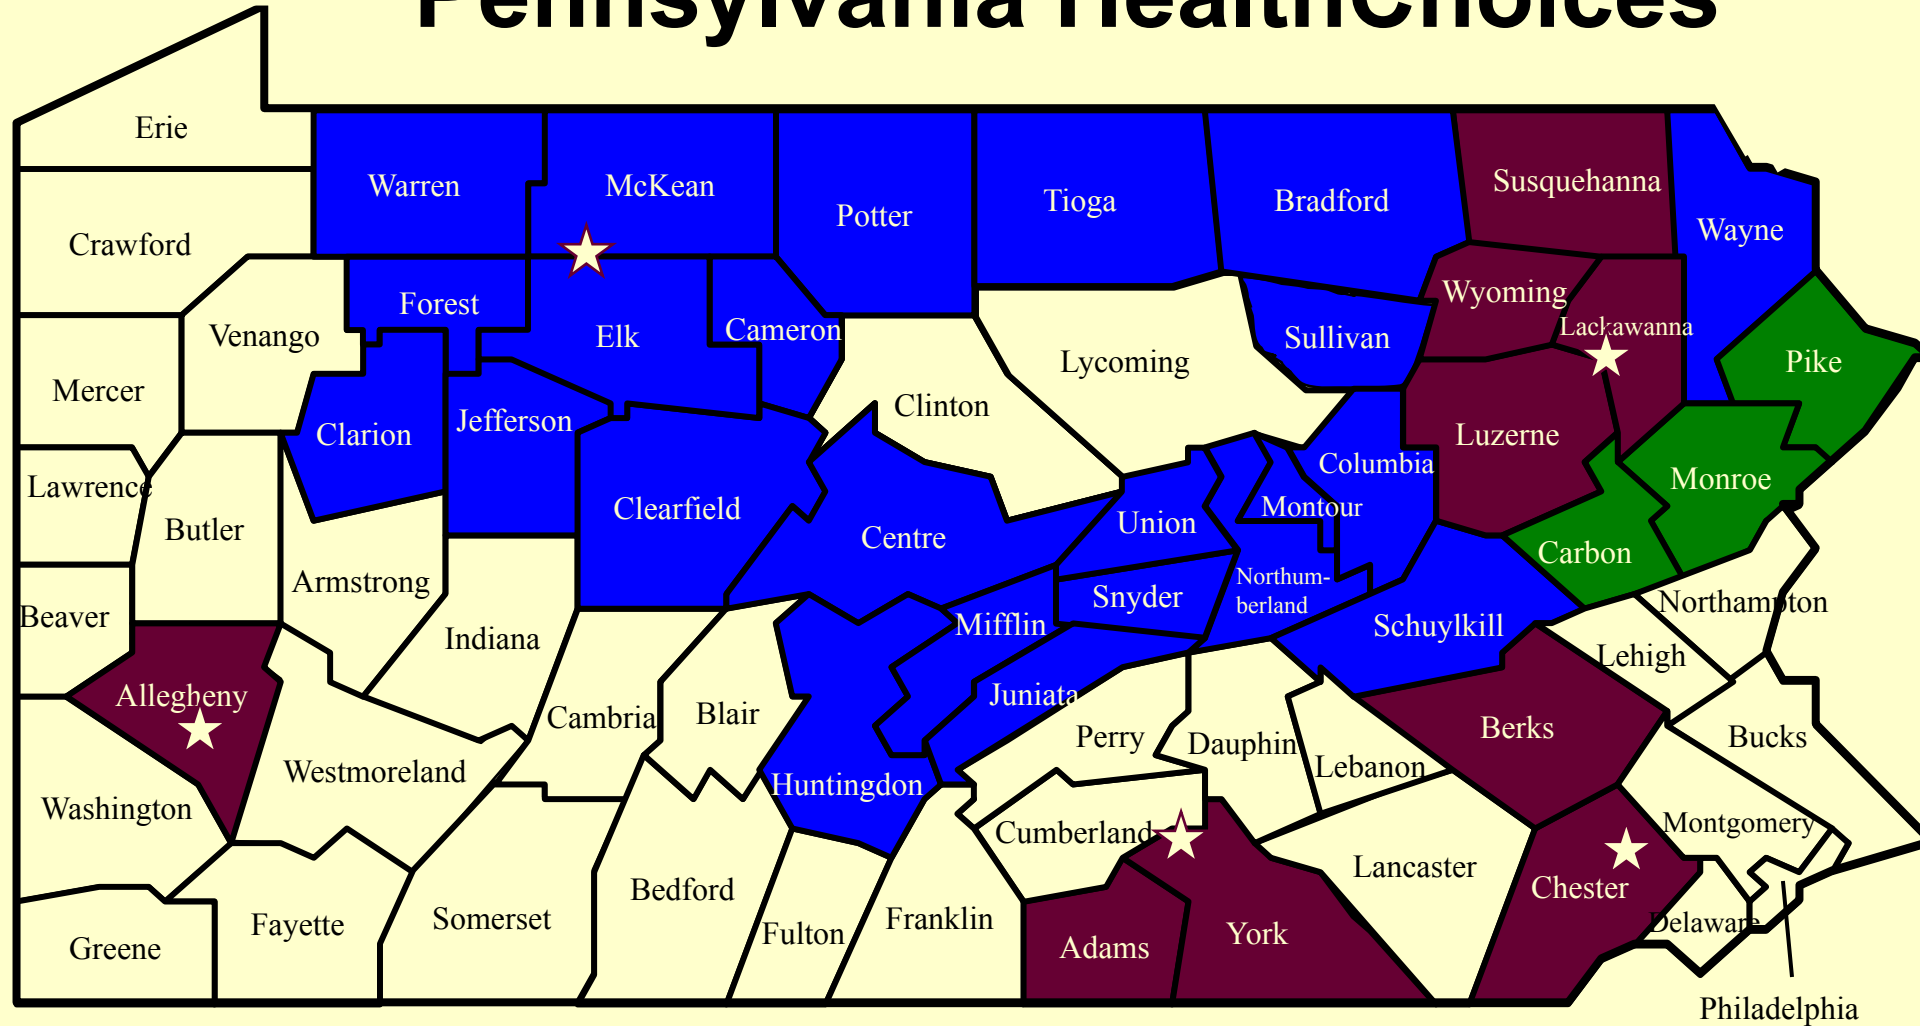 Pennsylvania HealthChoices
Erie
Warren
McKean
Potter
Tioga
Bradford
Susquehanna
Wayne
Crawford
Forest
Venango
Elk
Cameron
Lycoming
Sullivan
Wyoming
Lackawanna
Pike
Mercer
Clarion
Jefferson
Clinton
Columbia
Luzerne
Monroe
Lawrence
Butler
Clearfield
Centre
Union
Montour
Carbon
Armstrong
Beaver
Indiana
Mifflin
Snyder
Northum-
berland
Schuylkill
Northampton
Lehigh
Allegheny
Westmoreland
Cambria
Blair
Huntingdon
Juniata
Perry
Dauphin
Lebanon
Berks
Bucks
Washington
Cumberland
Lancaster
Montgomery
Chester
Delaware
Greene
Fayette
Somerset
Bedford
Fulton
Franklin
Adams
York
Philadelphia